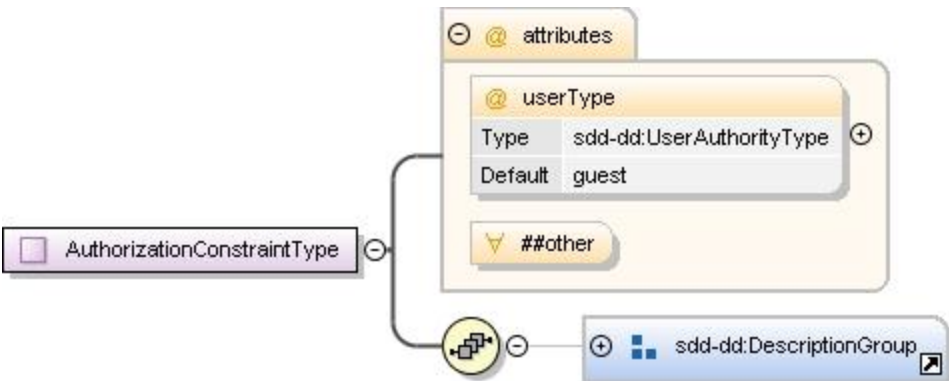 @ attributes
@ userType
Type sdd-dd:UserAuthorityType
Default guest
##other
AuthorizationConstraintType
sdd-dd:DescriptionGroup